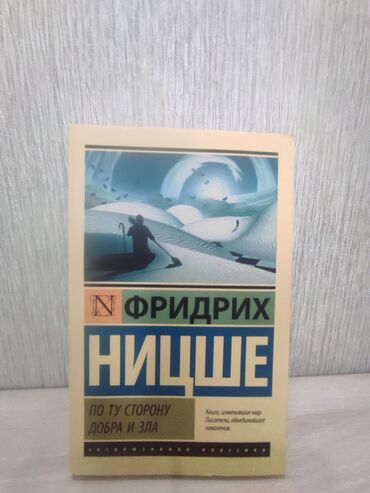 N ФРИДРИХ
НИЦШЕ
ПО ТУ СТОРОНУ
ДОБРА И ЗЛА
Книги, изменившие мир.
Писатели, объединившие
поколения.
ЭКСКЛЮЗИВНАЯ КЛАССИКА